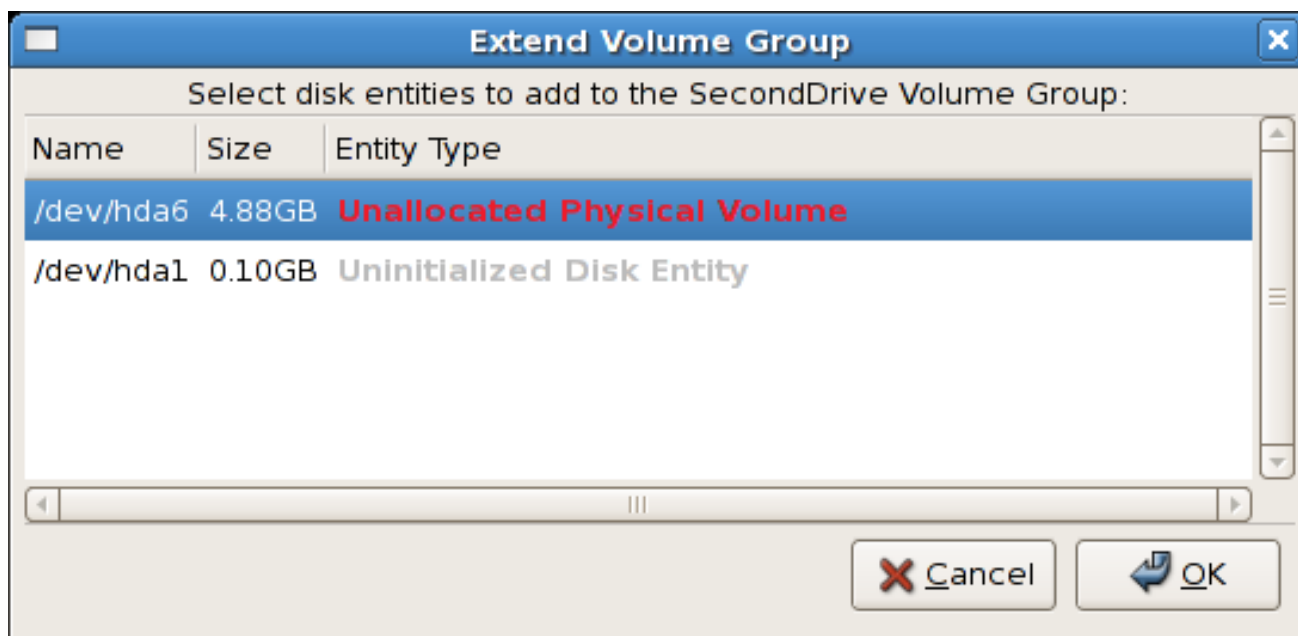 Extend Volume Group
Select disk entities to add to the SecondDrive Volume Group:
Name Size Entity Type
/dev/hda6 4.88GB Unallocated Physical Volume
/dev/hda1 0.10GB Uninitialized Disk Entity
Cancel OK